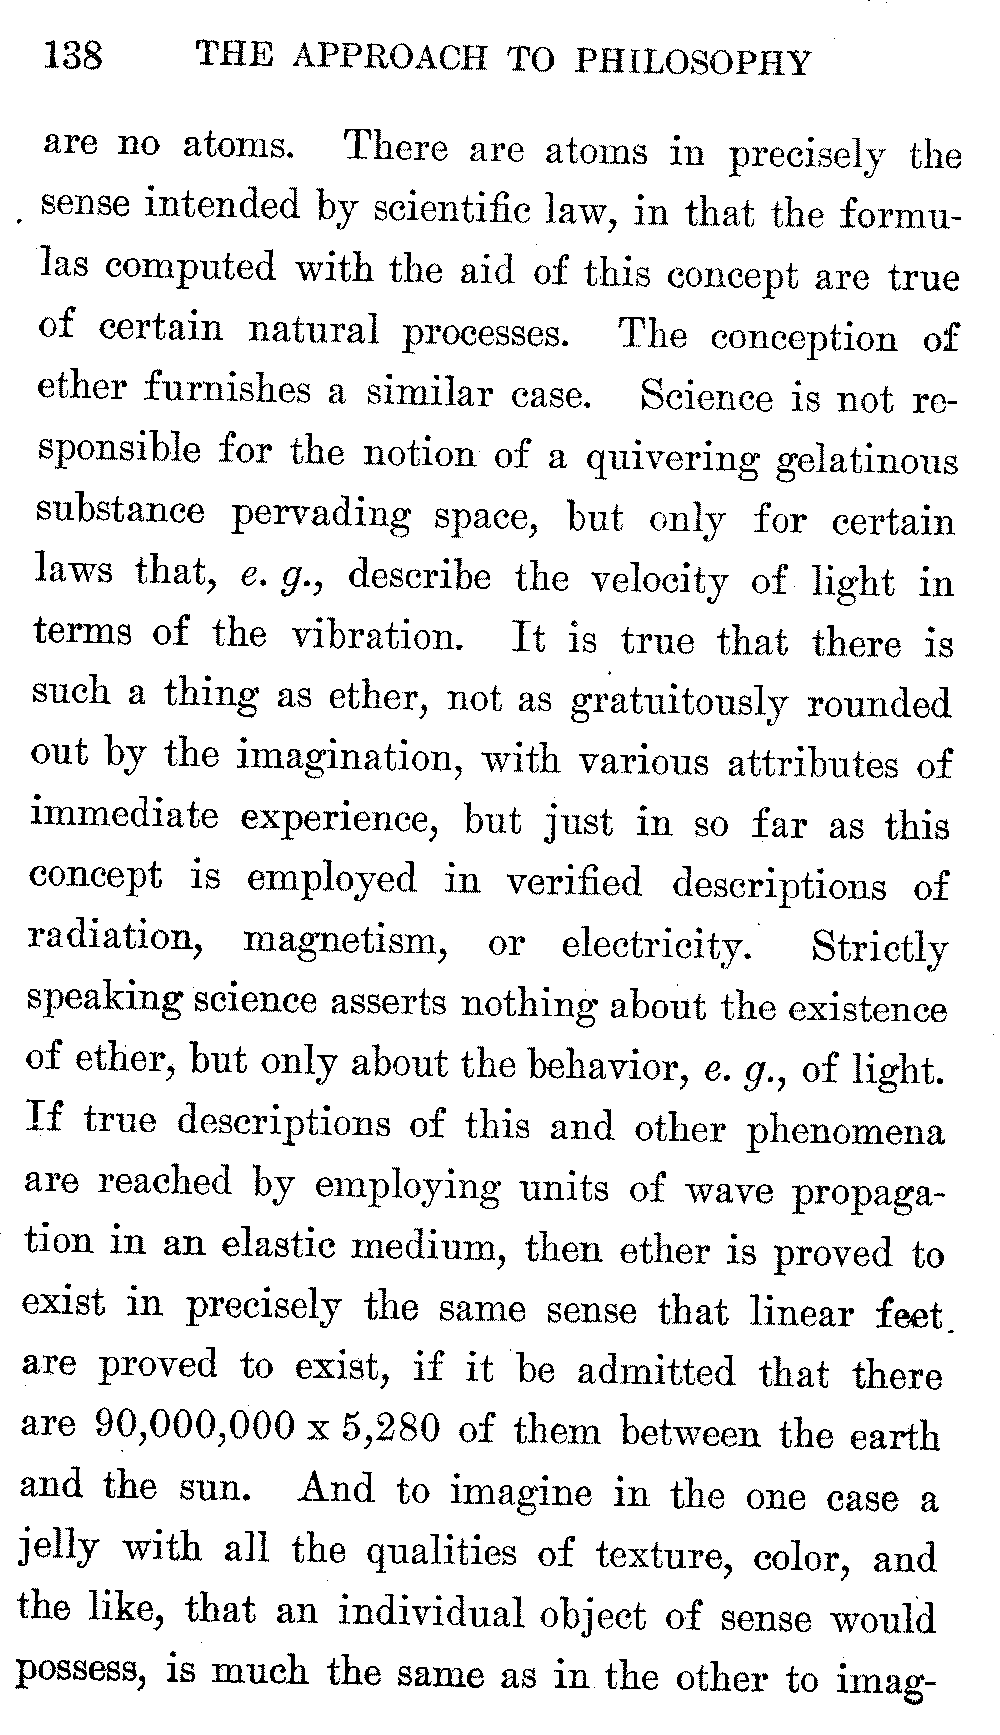 138 THE APPROACH TO PHILOSOPHY
are no atoms. There are atoms in precisely the
sense intended by scientific law, in that the formu-
las computed with the aid of this concept are true
of certain natural processes. The conception of
ether furnishes a similar case. Science is not re-
sponsible for the notion of a quivering gelatinous
substance pervading space, but only for certain
laws that, e. g., describe the velocity of light in
terms of the vibration. It is true that there is
such a thing as ether, not as gratuitously rounded
out by the imagination, with various attributes of
immediate experience, but just in so far as this
concept is employed in verified descriptions of
radiation, magnetism, or electricity. Strictly
speaking science asserts nothing about the existence
of ether, but only about the behavior, e. g., of light.
If true descriptions of this and other phenomena
are reached by employing units of wave propaga-
tion in an elastic medium, then ether is proved to
exist in precisely the same sense that linear feet
are proved to exist, if it be admitted that there
are 90,000,000 x 5,280 of them between the earth
and the sun. And to imagine in the one case a
jelly with all the qualities of texture, color, and
the like, that an individual object of sense would
possess, is much the same as in the other to imag-